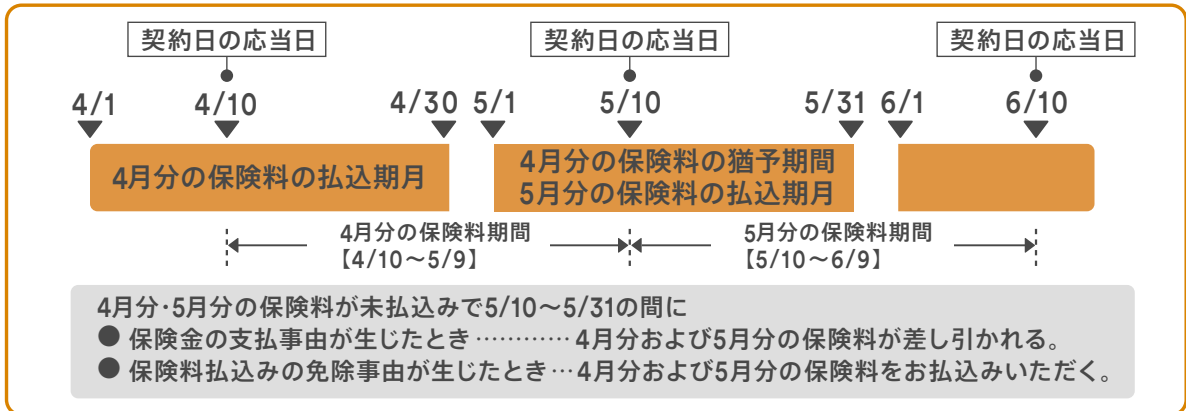 契約日の応当日 契約日の応当日 契約日の応当日
4/1 4/10 4/30 5/1 5/10 5/31 6/1 6/10
4月分の保険料の払込期月
4月分の保険料の猶予期間
5月分の保険料の払込期月
4月分の保険料期間
【4/10～5/9】
5月分の保険料期間
【5/10～6/9】
4月分・5月分の保険料が未払込みで5/10～5/31の間に
● 保険金の支払事由が生じたとき ………… 4月分および5月分の保険料が差し引かれる。
● 保険料払込みの免除事由が生じたとき … 4月分および5月分の保険料をお払込みいただく。